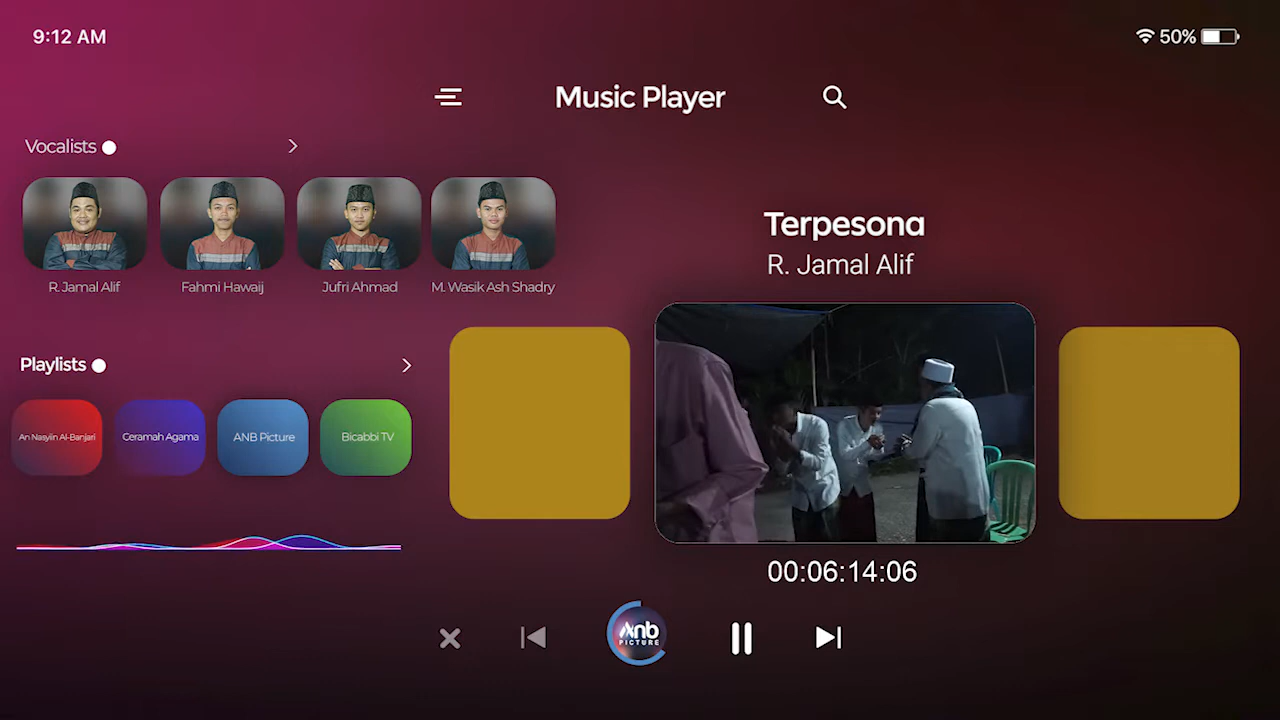 9:12 AM
50%
Music Player
Vocalists
R. Jamal Alif
Fahmi Hawaij
Jufri Ahmad
M. Wasik Ash Shadry
Terpesona
R. Jamal Alif
Playlists
An Nasyiin Al-Banjari
Ceramah Agama
ANB Picture
Bicabbi TV
00:06:14:06
Anb
PICTURE